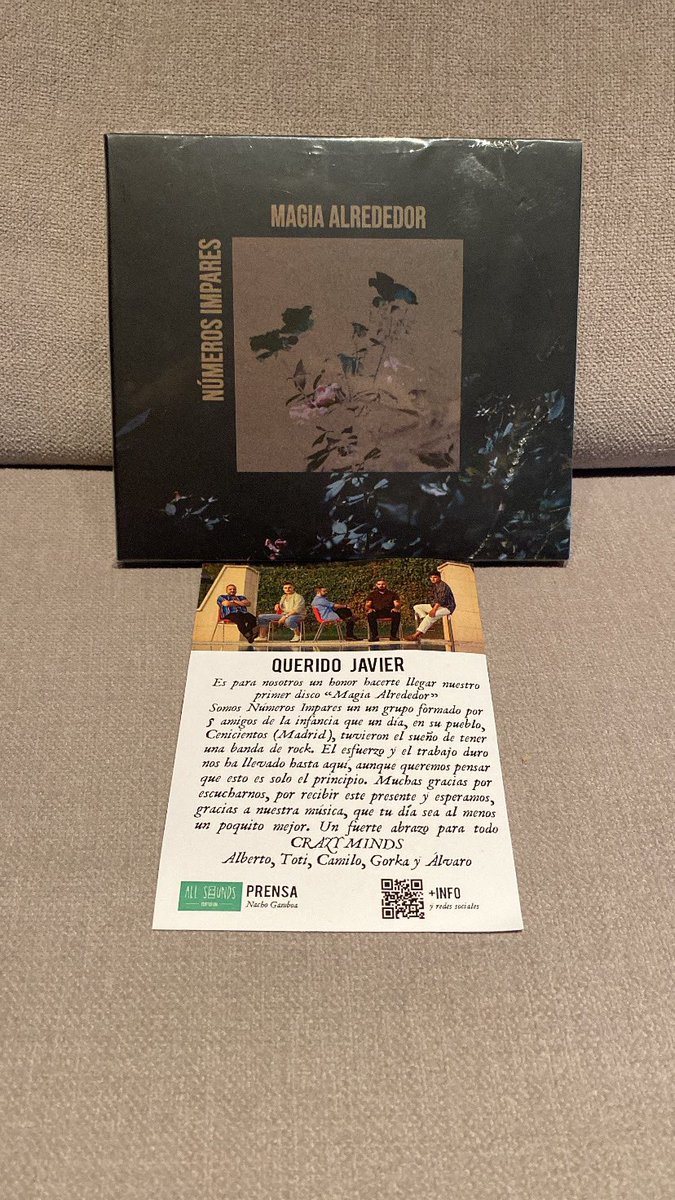 MAGIA ALREDEDOR
NÚMEROS IMPARES
QUERIDO JAVIER
Es para nosotros un honor hacerte llegar nuestro
primer disco “Magia Alrededor”
Somos Números Impares un un grupo formado por
5 amigos de la infancia que un día, en su pueblo,
Cenicientos (Madrid), tuvieron el sueño de tener
una banda de rock. El esfuerzo y el trabajo duro
nos ha llevado hasta aquí, aunque queremos pensar
que esto es solo el principio. Muchas gracias por
escucharnos, por recibir este presente y esperamos,
gracias a nuestra música, que tu día sea al menos
un poquito mejor. Un fuerte abrazo para todo
CRAZY MINDS
Alberto, Toti, Camilo, Gorka y Álvaro
ALL SOUNDS
PRENSA
Nacho Gamboa
+INFO
y redes sociales